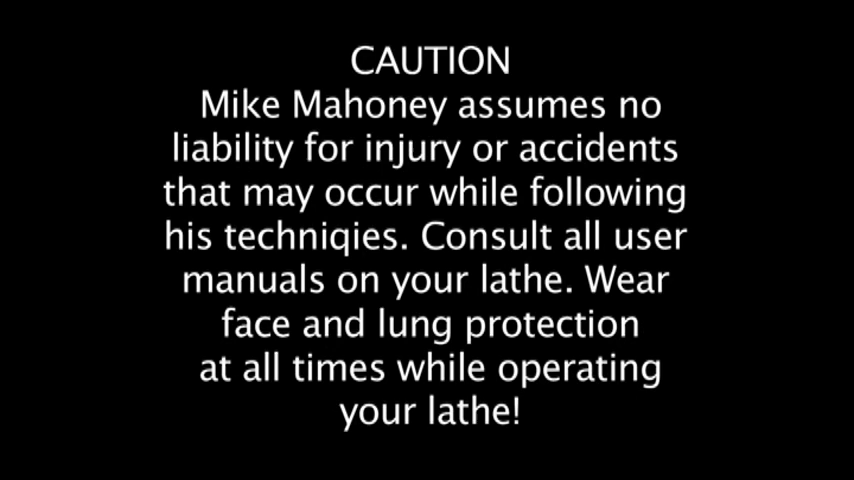 CAUTION
Mike Mahoney assumes no
liability for injury or accidents
that may occur while following
his techniqies. Consult all user
manuals on your lathe. Wear
face and lung protection
at all times while operating
your lathe!